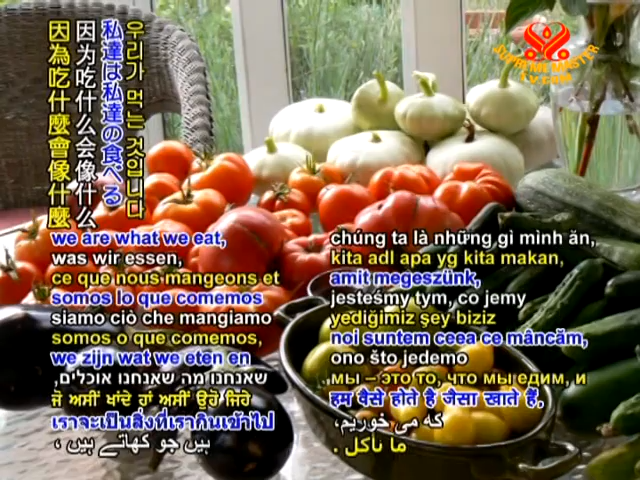 因為吃什麼會像什麼
因为吃什么会像什么
私達は私達の食べる
우리가 먹는 것입니다
SUPREME MASTER
TV.COM
we are what we eat,
was wir essen,
ce que nous mangeons et
somos lo que comemos
siamo ciò che mangiamo
somos o que comemos,
we zijn wat we eten en
שאנחנו מה שאנחנו אוכלים,
ਜੋ ਅਸੀਂ ਖਾਂਦੇ ਹਾਂ ਅਸੀਂ ਉਹੋ ਜਿਹੇ
เราจะเป็นสิ่งที่เรากินเข้าไป
ہیں جو کھاتے ہیں ،
chúng ta là những gì mình ăn,
kita adl apa yg kita makan,
amit megeszünk,
jesteśmy tym, co jemy
yediğimiz şey biziz
noi suntem ceea ce mâncăm,
ono što jedemo
мы – это то, что мы едим, и
हम वैसे होते है जैसा खाते हैं.
که می خوریم،
ما نأكل .